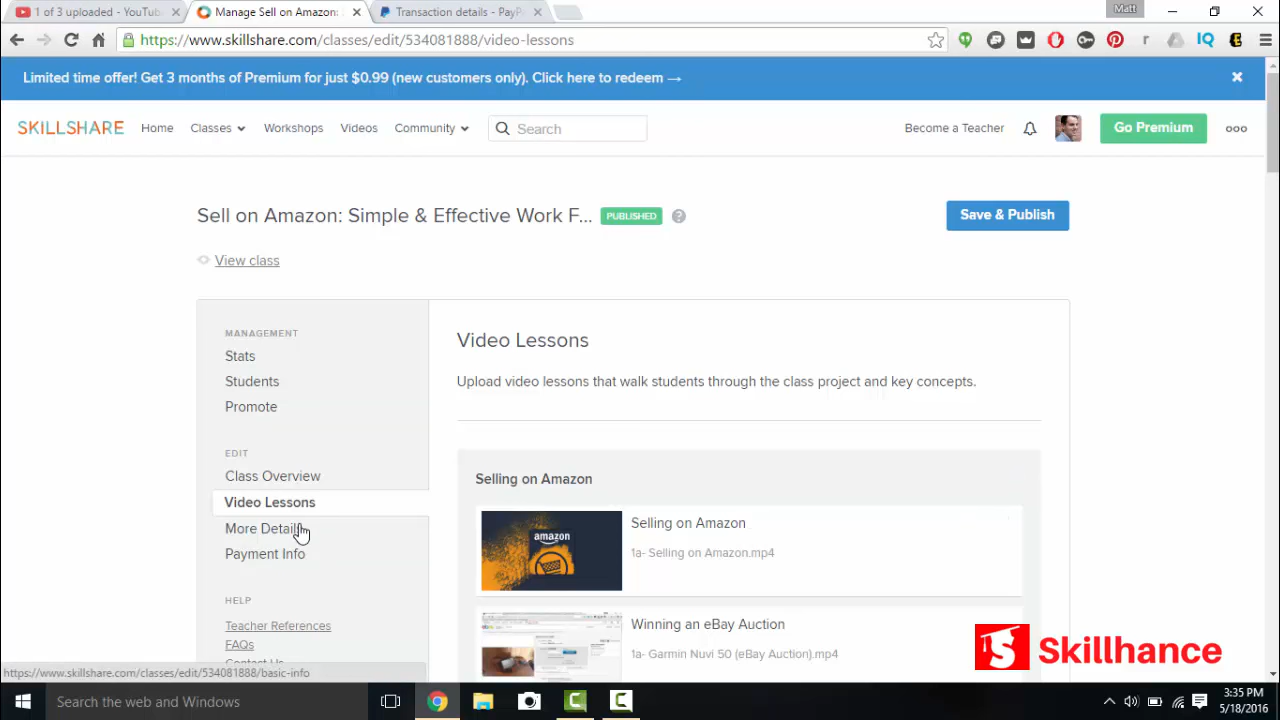 1 of 3 uploaded - YouTub
Manage Sell on Amazon:
Transaction details - PayP
Matt
https://www.skillshare.com/classes/edit/534081888/video-lessons
Limited time offer! Get 3 months of Premium for just $0.99 (new customers only). Click here to redeem →
SKILLSHARE
Home
Classes
Workshops
Videos
Community
Search
Become a Teacher
Go Premium
Sell on Amazon: Simple & Effective Work F...
PUBLISHED
?
Save & Publish
View class
MANAGEMENT
Stats
Students
Promote
EDIT
Class Overview
Video Lessons
More Details
Payment Info
HELP
Teacher References
FAQs
Contact Us
Video Lessons
Upload video lessons that walk students through the class project and key concepts.
Selling on Amazon
amazon
Selling on Amazon
1a- Selling on Amazon.mp4
Winning an eBay Auction
1a- Garmin Nuvi 50 (eBay Auction).mp4
Skillhance
https://www.skillshare.com/classes/edit/534081888/basic-info
Search the web and Windows
3:35 PM
5/18/2016